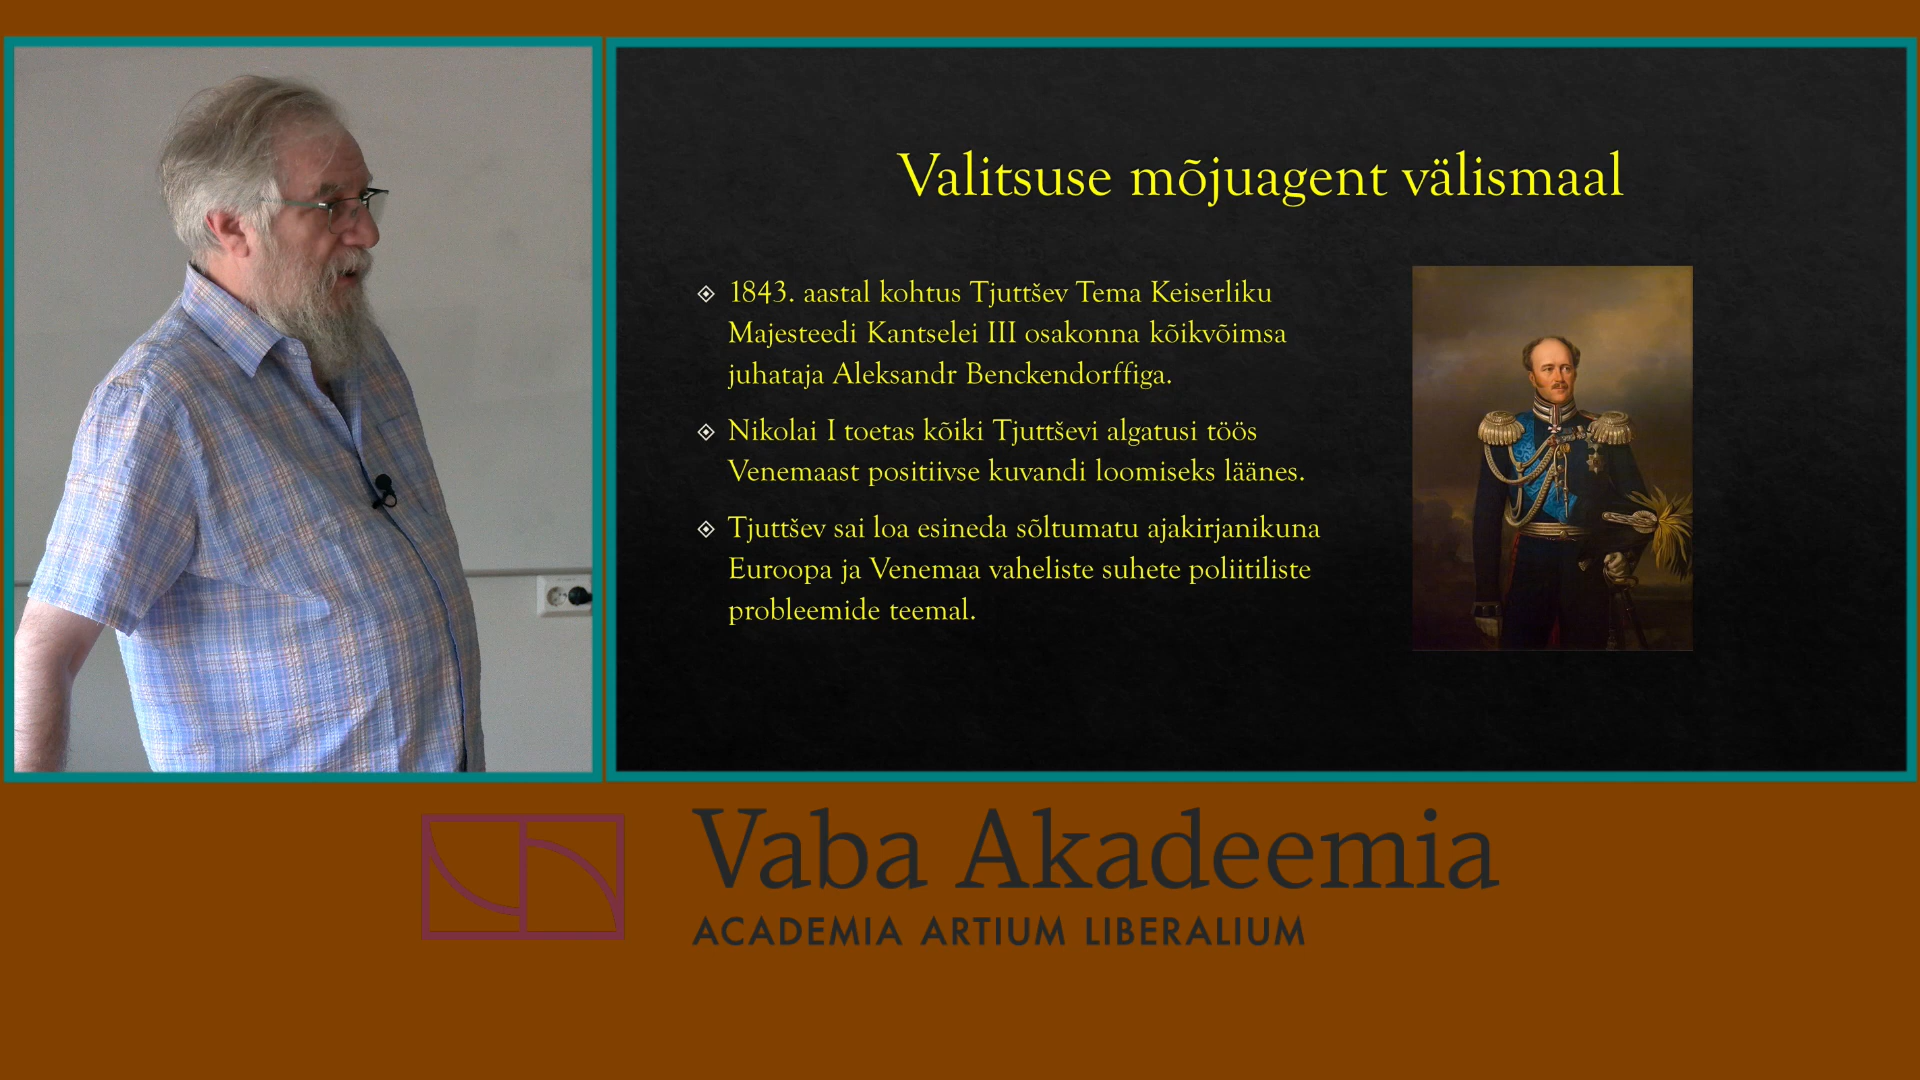 Valitsuse mõjuagent välismaal
1843. aastal kohtus Tjuttšev Tema Keiserliku
Majesteedi Kantselei III osakonna kõikvõimsa
juhataja Aleksandr Benckendorffiga.
Nikolai I toetas kõiki Tjuttševi algatusi töös
Venemaast positiivse kuvandi loomiseks läänes.
Tjuttšev sai loa esineda sõltumatu ajakirjanikuna
Euroopa ja Venemaa vaheliste suhete poliitiliste
probleemide teemal.
Vaba Akadeemia
ACADEMIA ARTIUM LIBERALIUM